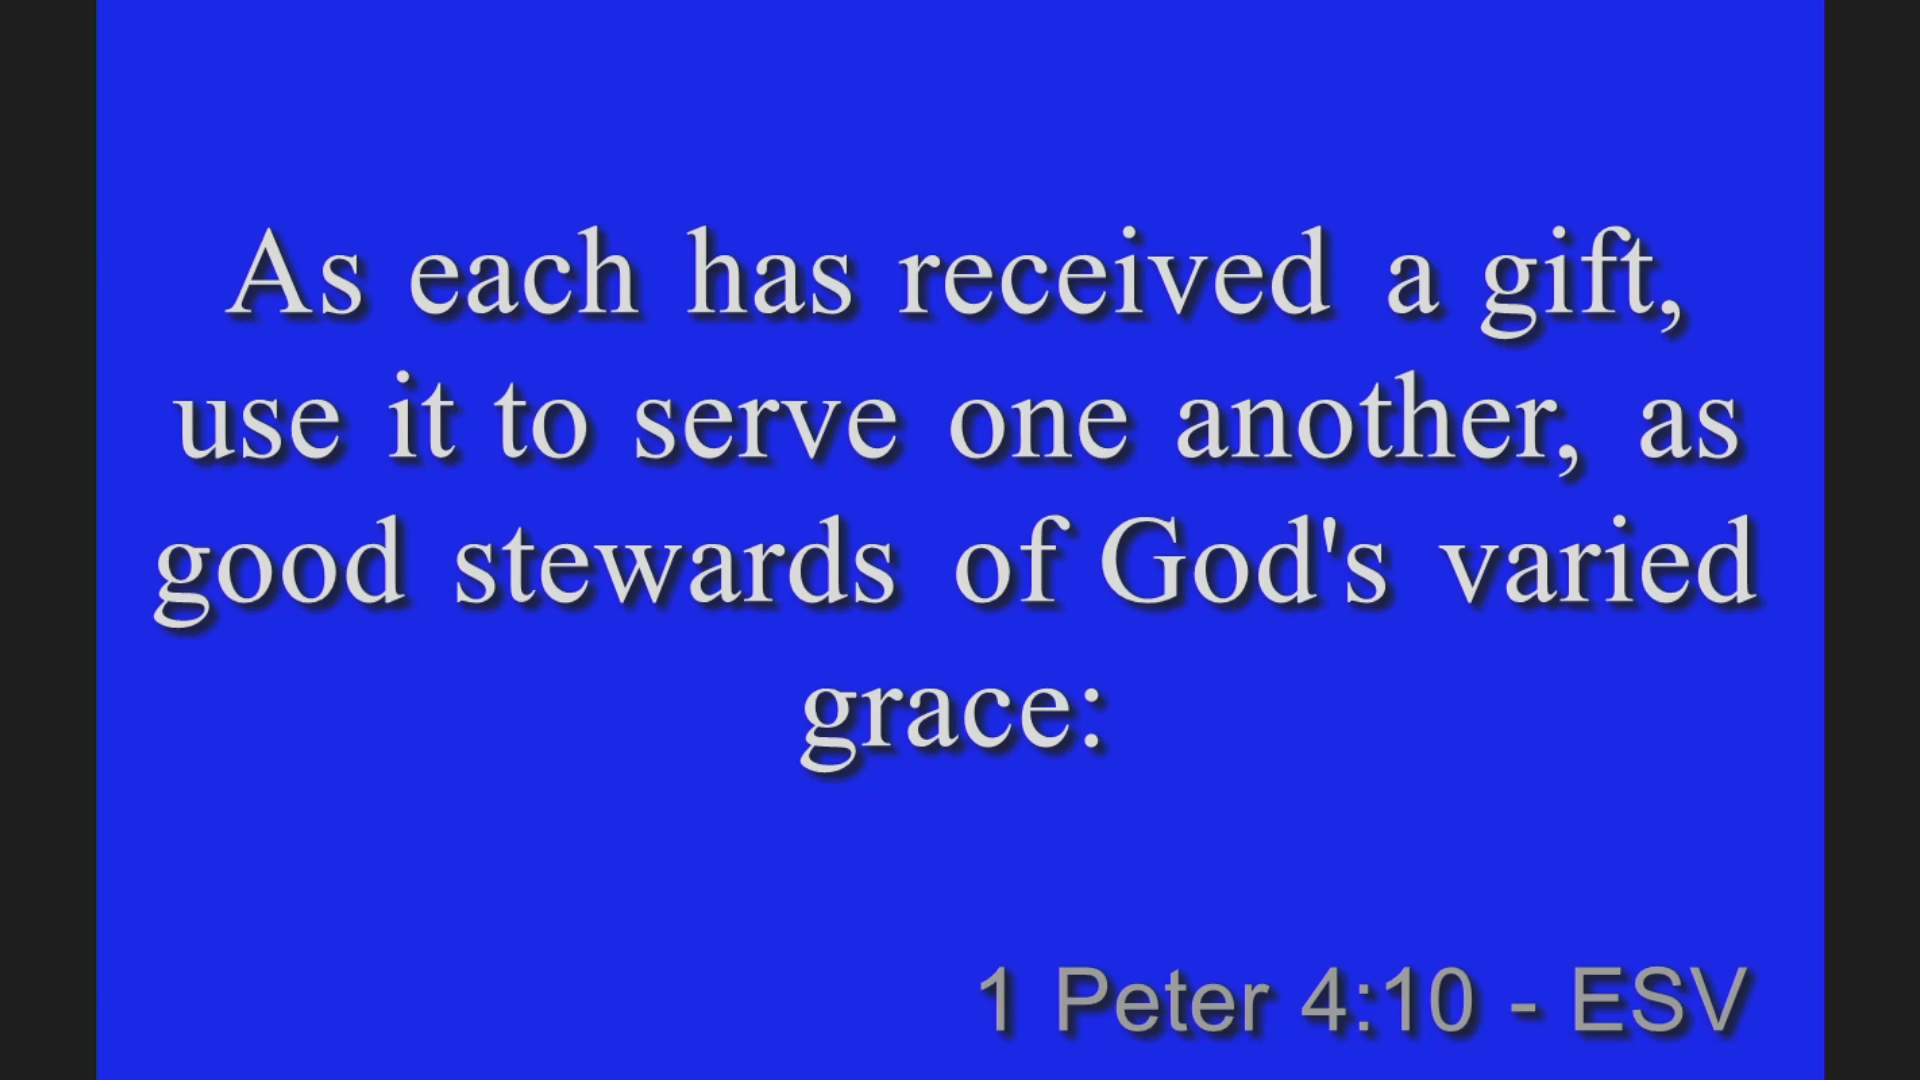 As each has received a gift,
use it to serve one another, as
good stewards of God's varied
grace:
1 Peter 4:10 - ESV